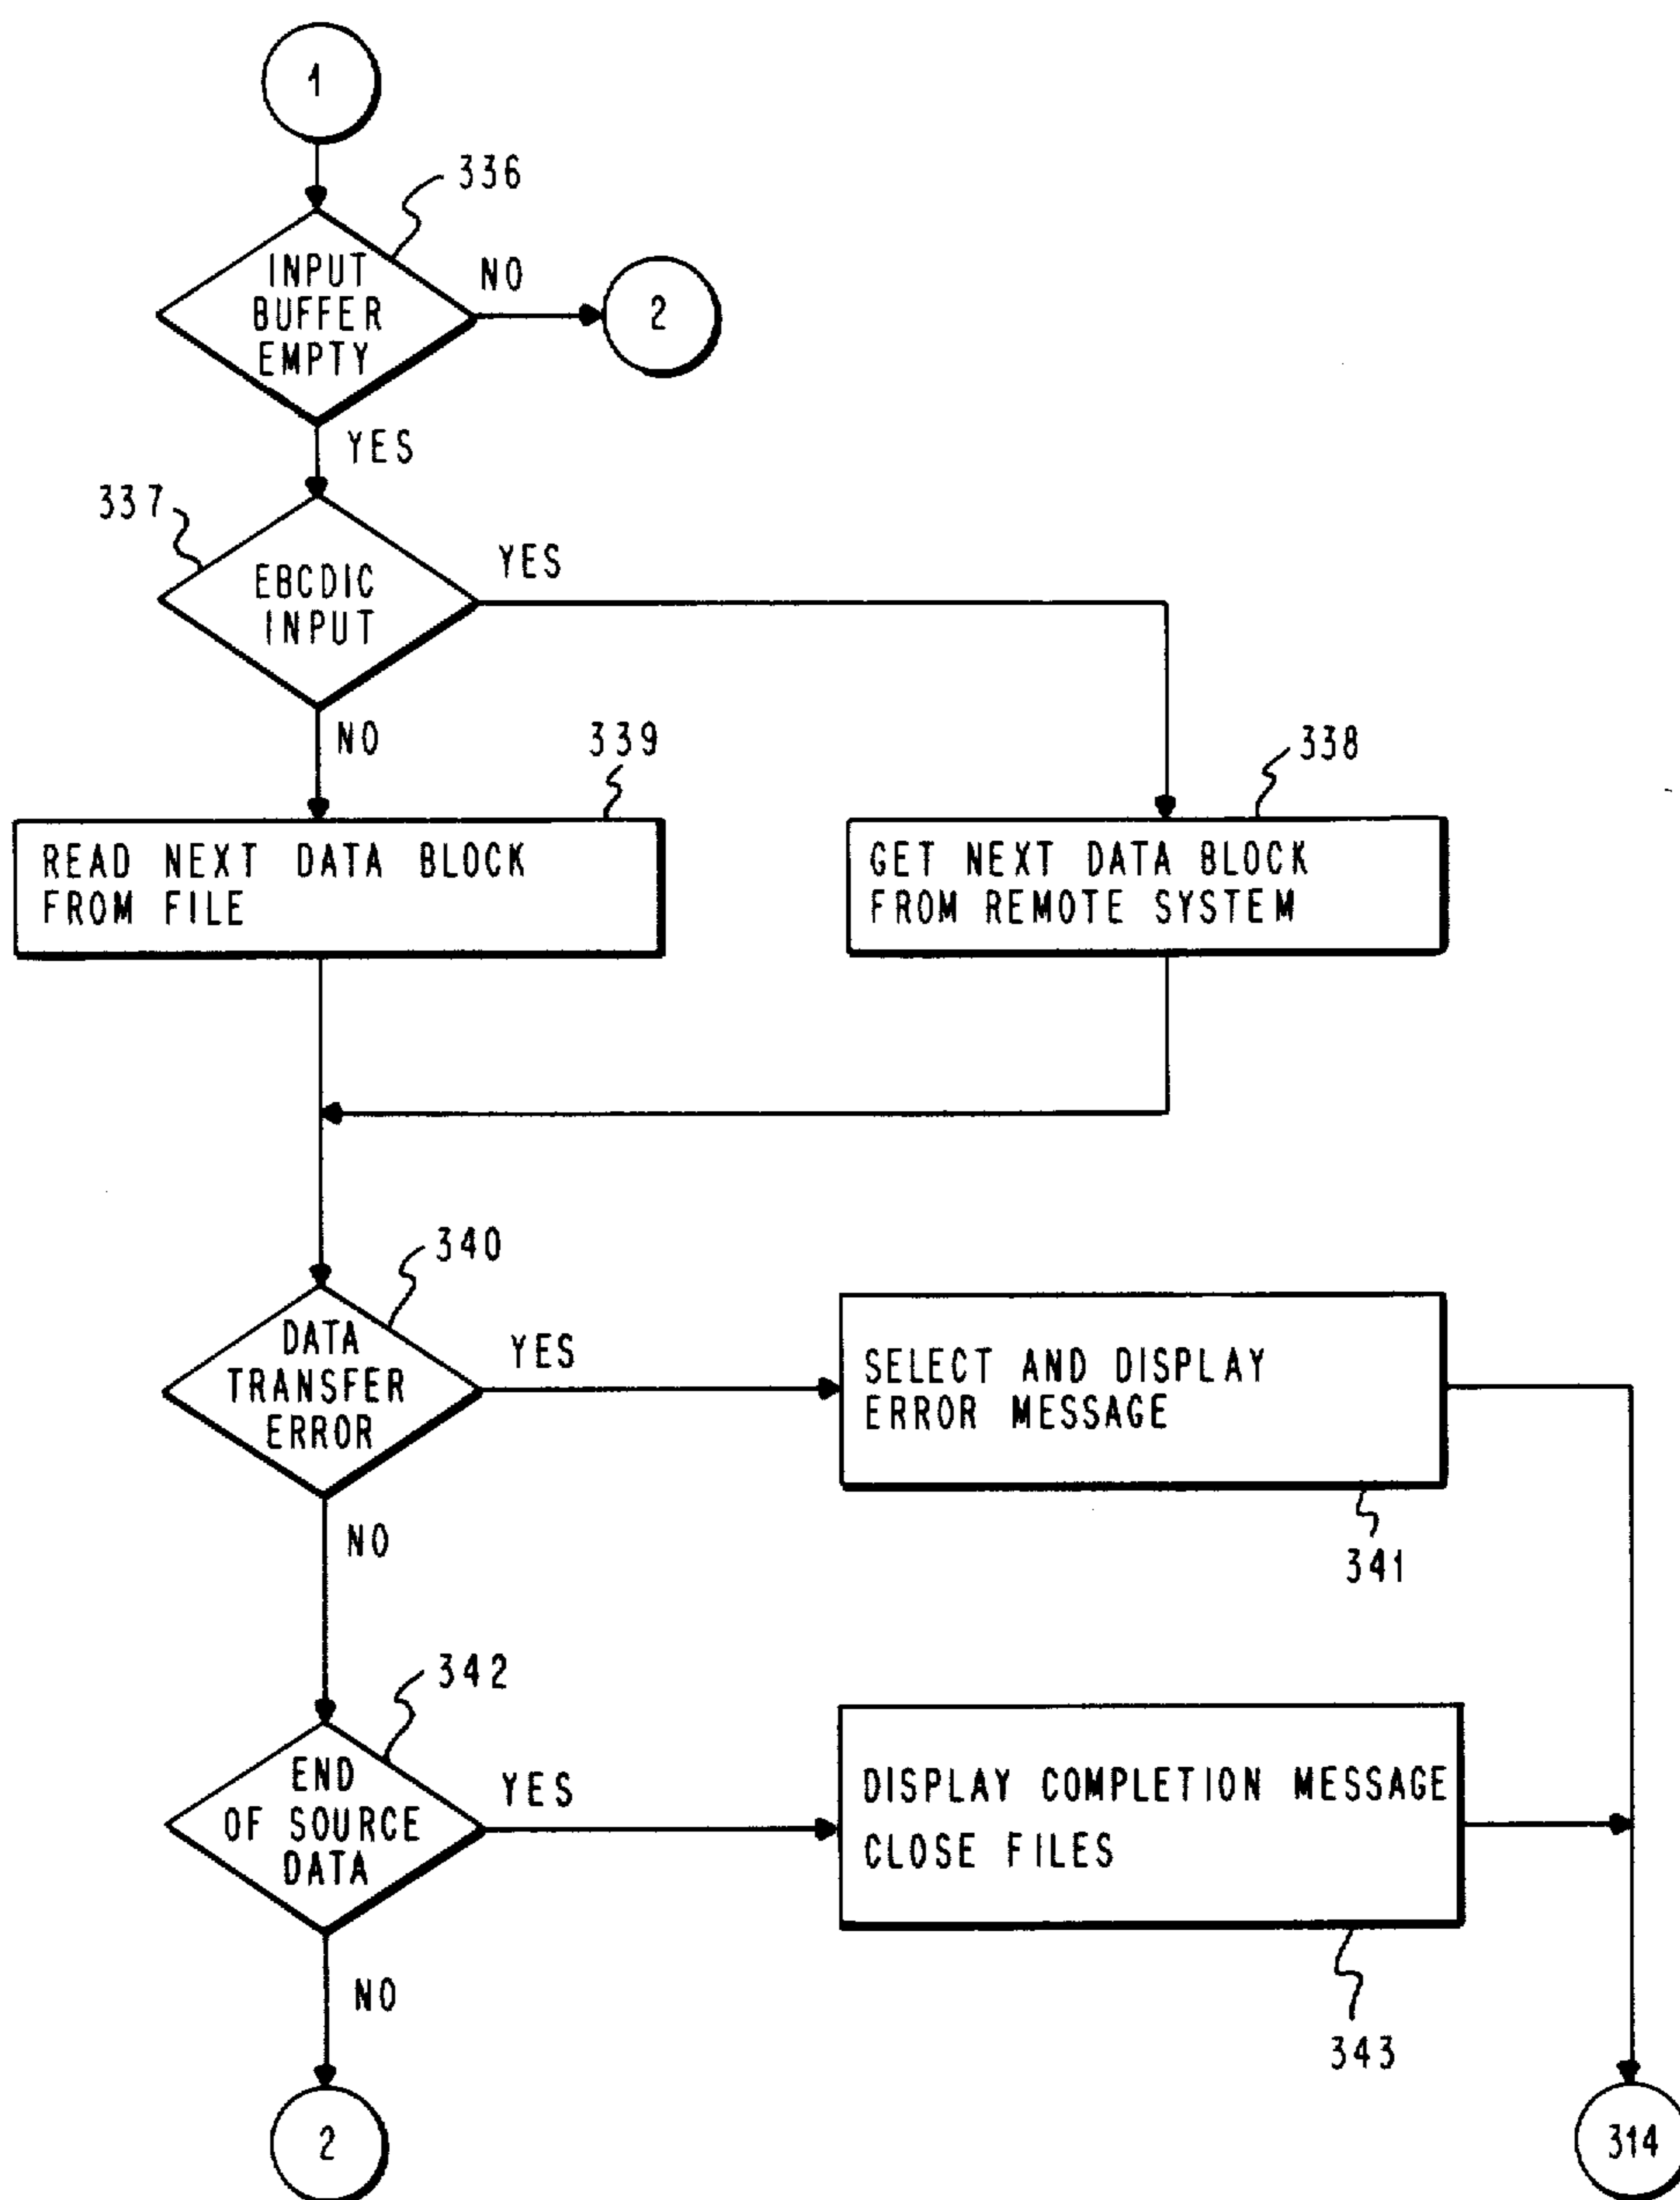 1
336
INPUT
BUFFER
EMPTY
NO
2
YES
337
EBCDIC
INPUT
YES
NO
339
338
READ NEXT DATA BLOCK
FROM FILE
GET NEXT DATA BLOCK
FROM REMOTE SYSTEM
340
DATA
TRANSFER
ERROR
YES
SELECT AND DISPLAY
ERROR MESSAGE
341
NO
342
END
OF SOURCE
DATA
YES
DISPLAY COMPLETION MESSAGE
CLOSE FILES
343
NO
2
314